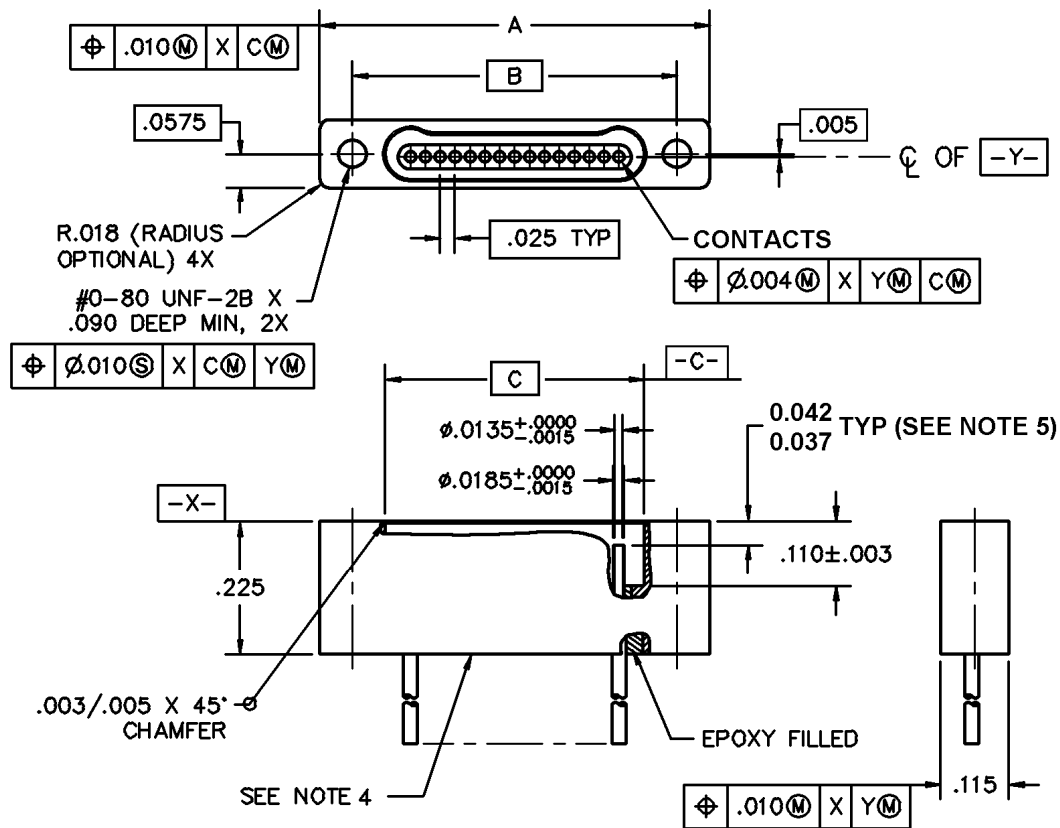 A
⌖ .010Ⓜ X CⓂ
B
.0575
.005
℄ OF -Y-
R.018 (RADIUS
OPTIONAL) 4X
.025 TYP
CONTACTS
⌖ Ø.004Ⓜ X YⓂ CⓂ
#0-80 UNF-2B X
.090 DEEP MIN, 2X
⌖ Ø.010Ⓢ X CⓂ YⓂ
C
-C-
ø.0135+.0000
-.0015
0.042
0.037 TYP (SEE NOTE 5)
ø.0185+.0000
-.0015
-X-
.110±.003
.225
.003/.005 X 45°
CHAMFER
EPOXY FILLED
SEE NOTE 4
.115
⌖ .010Ⓜ X YⓂ